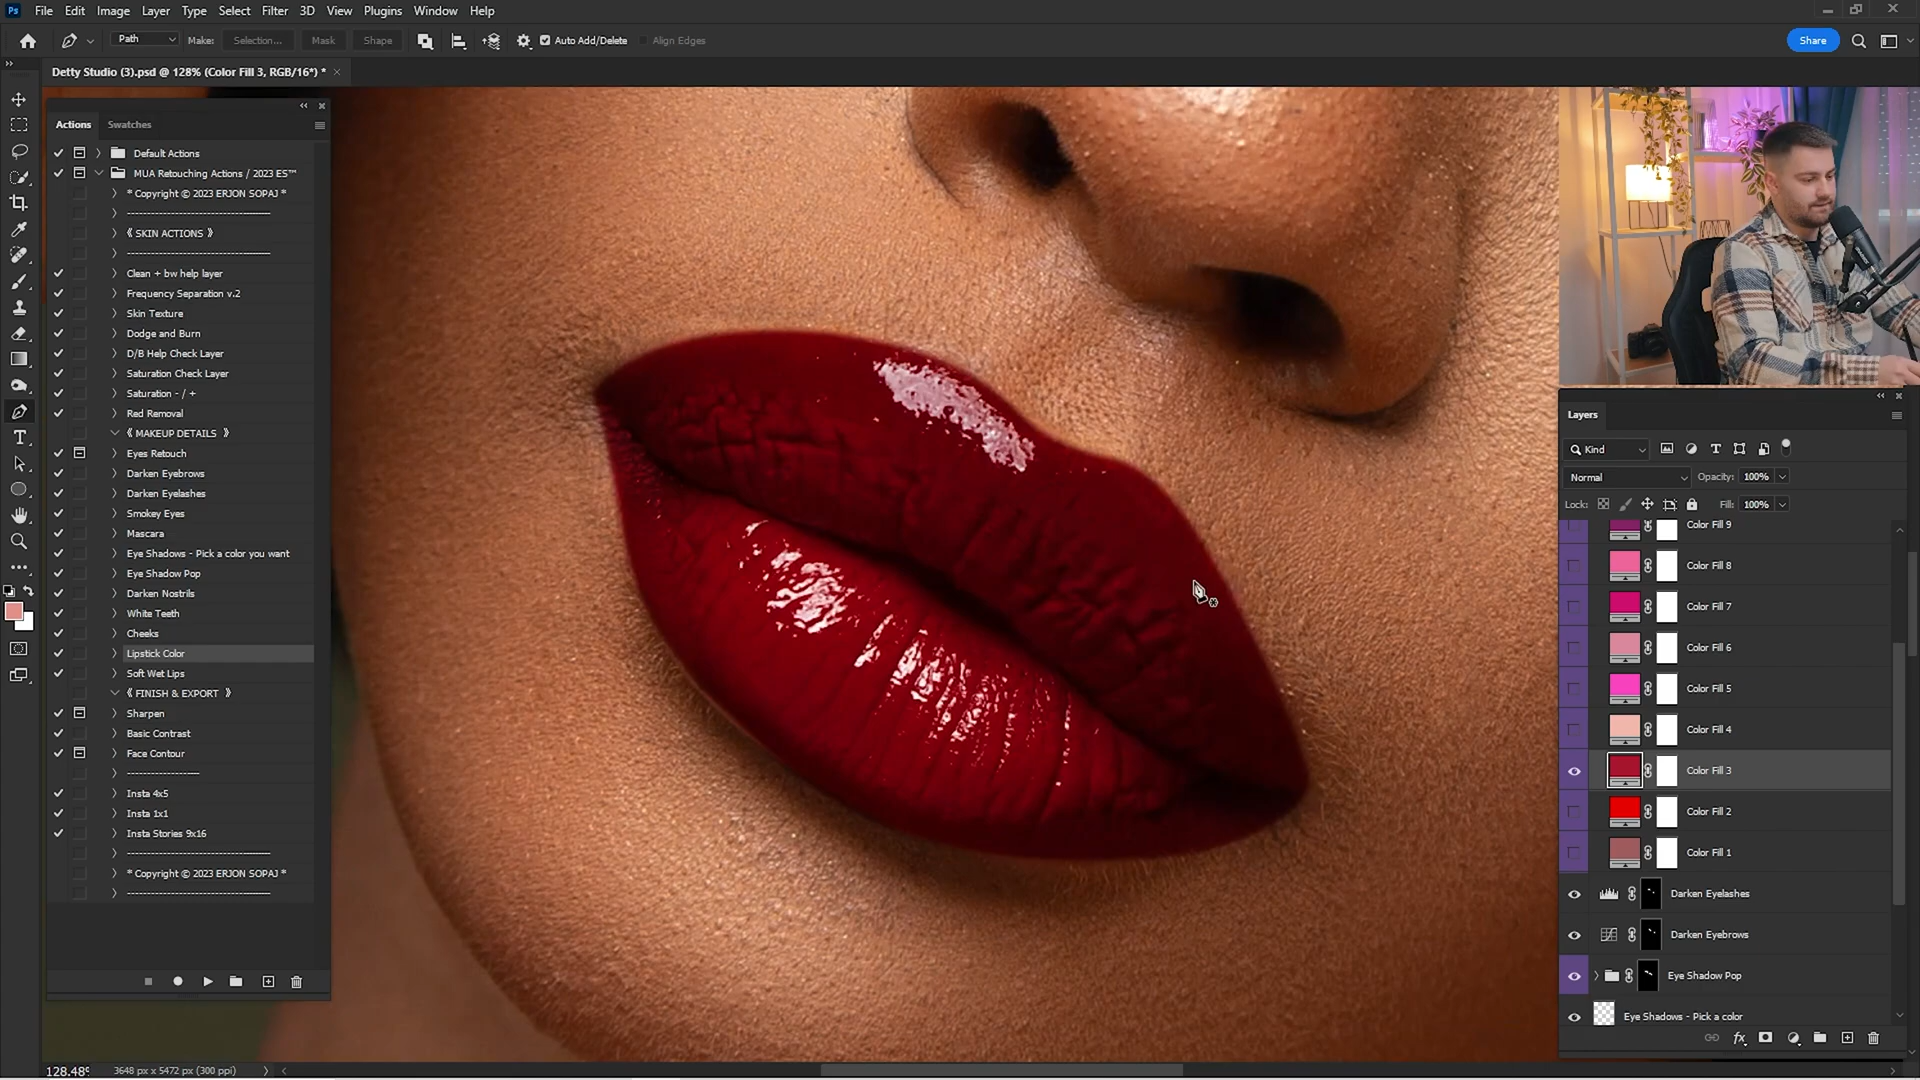 Ps File Edit Image Layer Type Select Filter 3D View Plugins Window Help
Path Make: Selection... Mask Shape Auto Add/Delete Align Edges Share
Detty Studio (3).psd @ 128% (Color Fill 3, RGB/16*) *
Actions Swatches
Default Actions
MUA Retouching Actions / 2023 ES™
* Copyright © 2023 ERJON SOPAJ *
------------------------------------
《 SKIN ACTIONS 》
------------------------------------
Clean + bw help layer
Frequency Separation v.2
Skin Texture
Dodge and Burn
D/B Help Check Layer
Saturation Check Layer
Saturation - / +
Red Removal
《 MAKEUP DETAILS 》
Eyes Retouch
Darken Eyebrows
Darken Eyelashes
Smokey Eyes
Mascara
Eye Shadows - Pick a color you want
Eye Shadow Pop
Darken Nostrils
White Teeth
Cheeks
Lipstick Color
Soft Wet Lips
《 FINISH & EXPORT 》
Sharpen
Basic Contrast
Face Contour
------------------
Insta 4x5
Insta 1x1
Insta Stories 9x16
------------------------------------
* Copyright © 2023 ERJON SOPAJ *
------------------------------------
Layers
Kind
Normal Opacity: 100%
Lock: Fill: 100%
Color Fill 9
Color Fill 8
Color Fill 7
Color Fill 6
Color Fill 5
Color Fill 4
Color Fill 3
Color Fill 2
Color Fill 1
Darken Eyelashes
Darken Eyebrows
Eye Shadow Pop
Eye Shadows - Pick a color
fx
128.48% 3648 px x 5472 px (300 ppi)